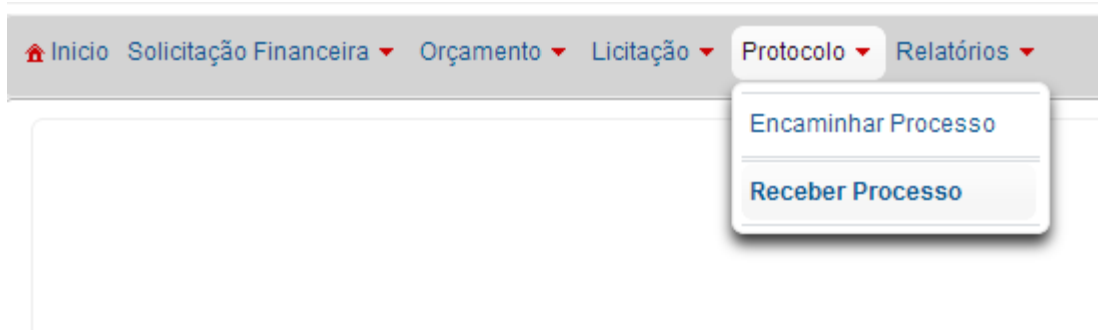 Inicio Solicitação Financeira Orçamento Licitação Protocolo Relatórios
Encaminhar Processo
Receber Processo